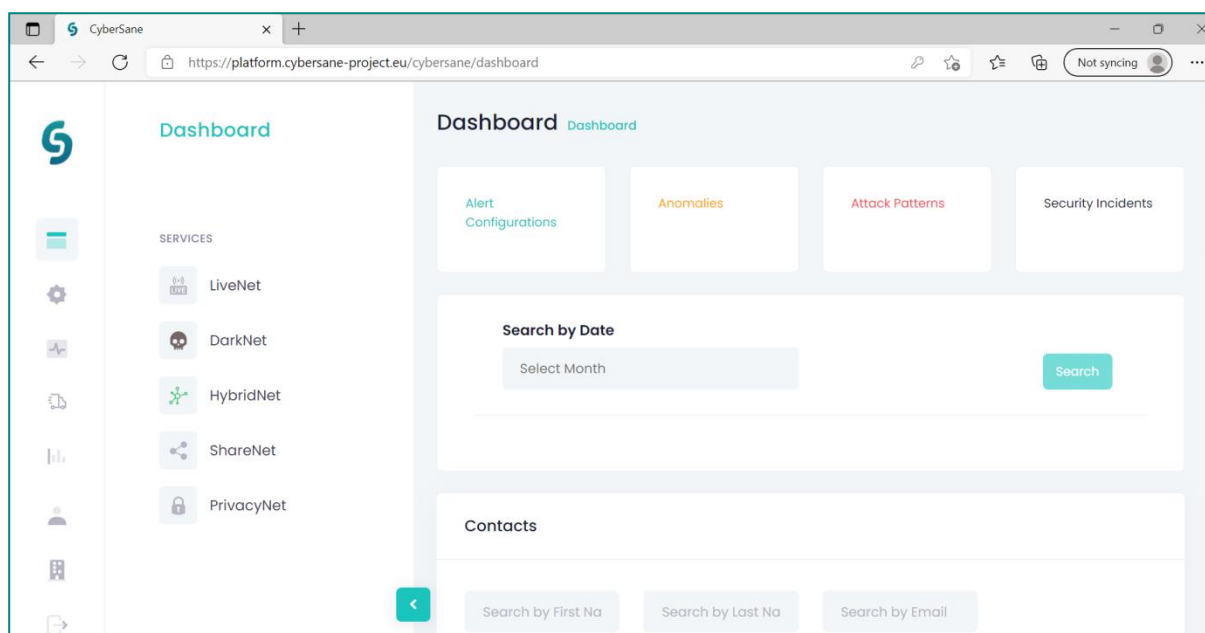 CyberSane
https://platform.cybersane-project.eu/cybersane/dashboard
Not syncing
Dashboard
SERVICES
LiveNet
DarkNet
HybridNet
ShareNet
PrivacyNet
Dashboard Dashboard
Alert
Configurations
Anomalies
Attack Patterns
Security Incidents
Search by Date
Select Month
Search
Contacts
Search by First Na
Search by Last Na
Search by Email